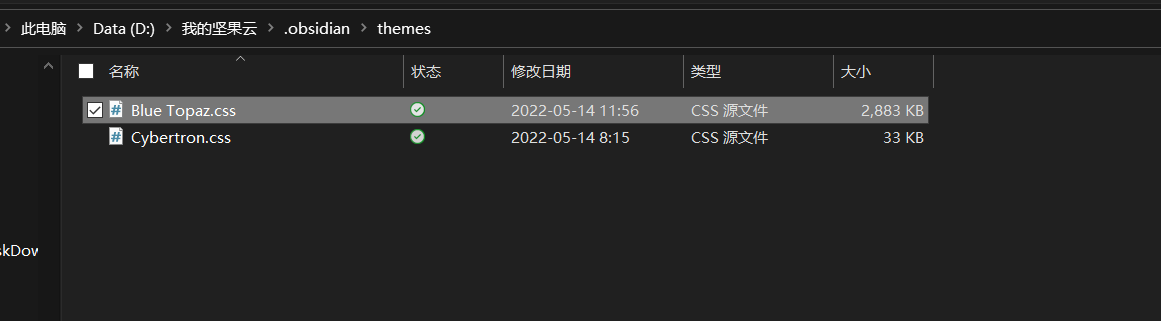 此电脑 > Data (D:) > 我的坚果云 > .obsidian > themes
名称 状态 修改日期 类型 大小
Blue Topaz.css 2022-05-14 11:56 CSS 源文件 2,883 KB
Cybertron.css 2022-05-14 8:15 CSS 源文件 33 KB
skDow